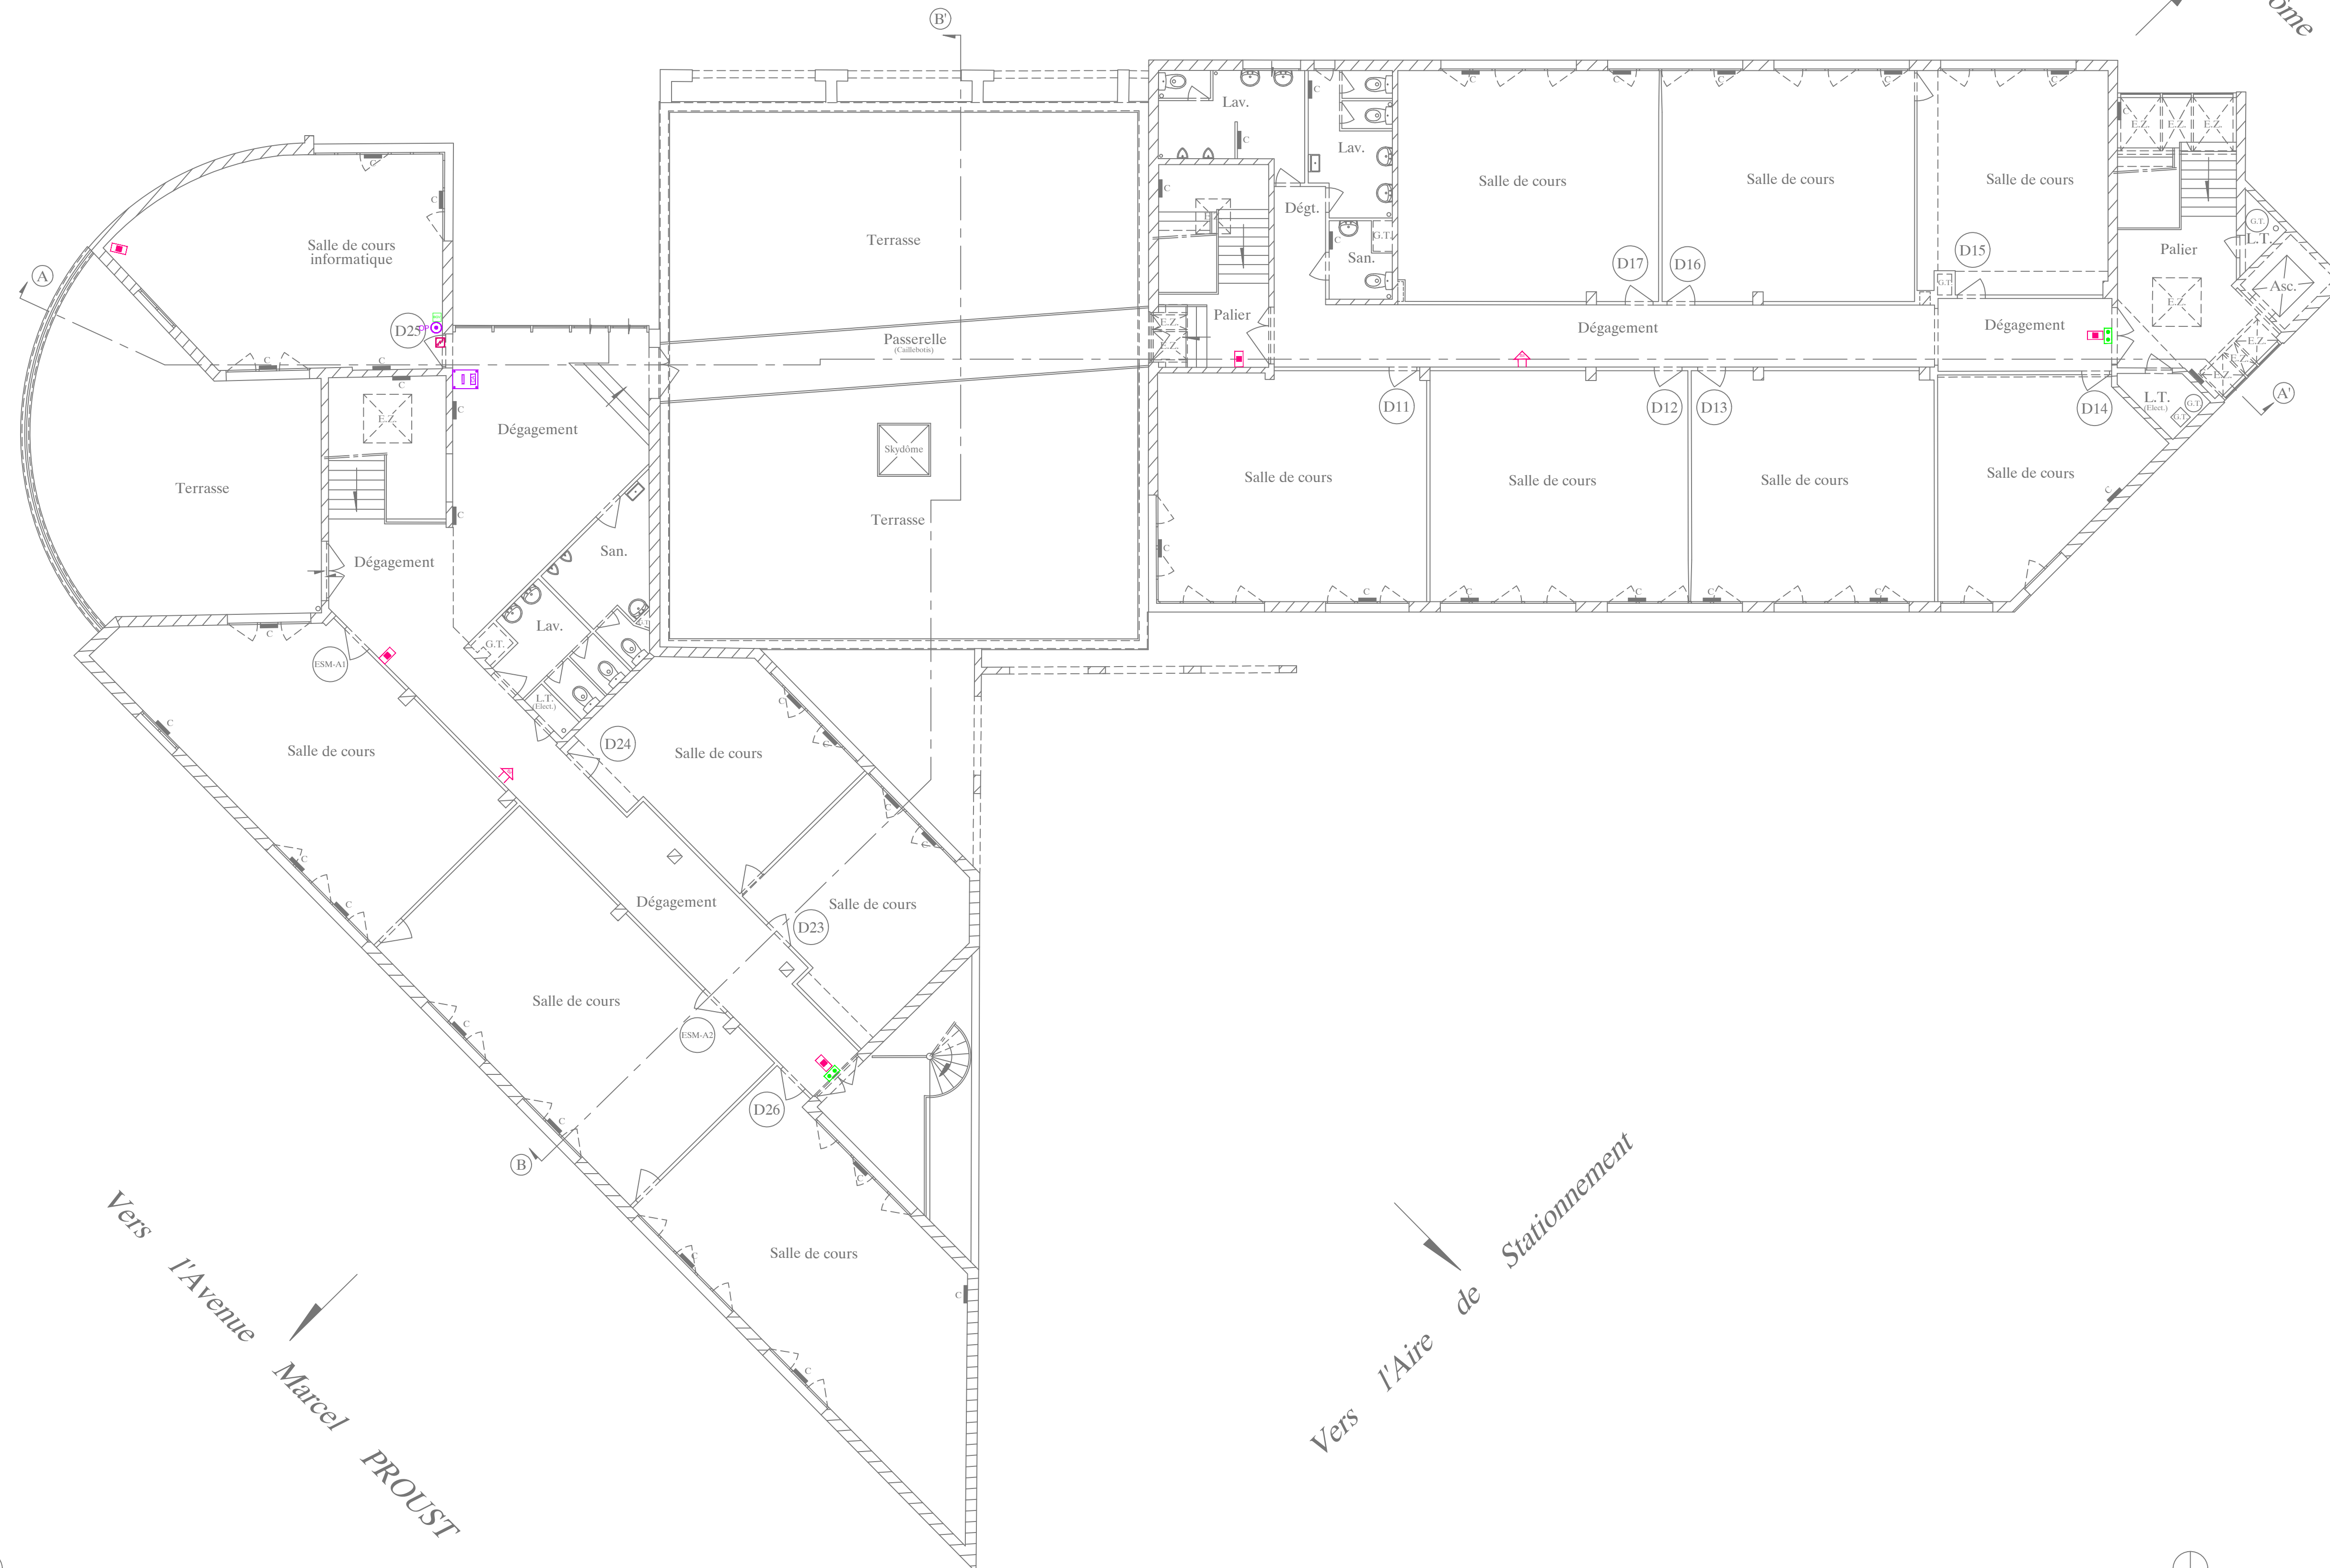 B'
ôme
Lav.
C
C
C
C
C
C
C
C
E.Z.
E.Z.
E.Z.
C
Lav.
Salle de cours
Salle de cours
Salle de cours
C
C
C
Dégt.
G.T.
Salle de cours
informatique
Terrasse
C
G.T.
San.
L.T.
Palier
D17
D16
D15
A
G.T.
Asc.
E.Z.
D25
Palier
E.Z.
E.Z.
Dégagement
Dégagement
Passerelle
(Caillebotis)
E.Z.
E.Z.
E.Z.
C
C
C
C
E.Z.
D11
D12
D13
D14
L.T.
(Elect.)
G.T.
G.T.
A'
Dégagement
Skydôme
Salle de cours
Salle de cours
Salle de cours
Salle de cours
Terrasse
C
C
Terrasse
San.
C
Dégagement
C
C
C
C
C
Lav.
C
G.T.
ESM-A1
L.T.
(Elect.)
C
C
D24
C
Salle de cours
Salle de cours
C
C
C
C
Dégagement
Salle de cours
D23
Salle de cours
C
ESM-A2
D26
C
B
C
Salle de cours
C
C
C
Vers l'Avenue Marcel PROUST
Vers l'Aire de Stationnement